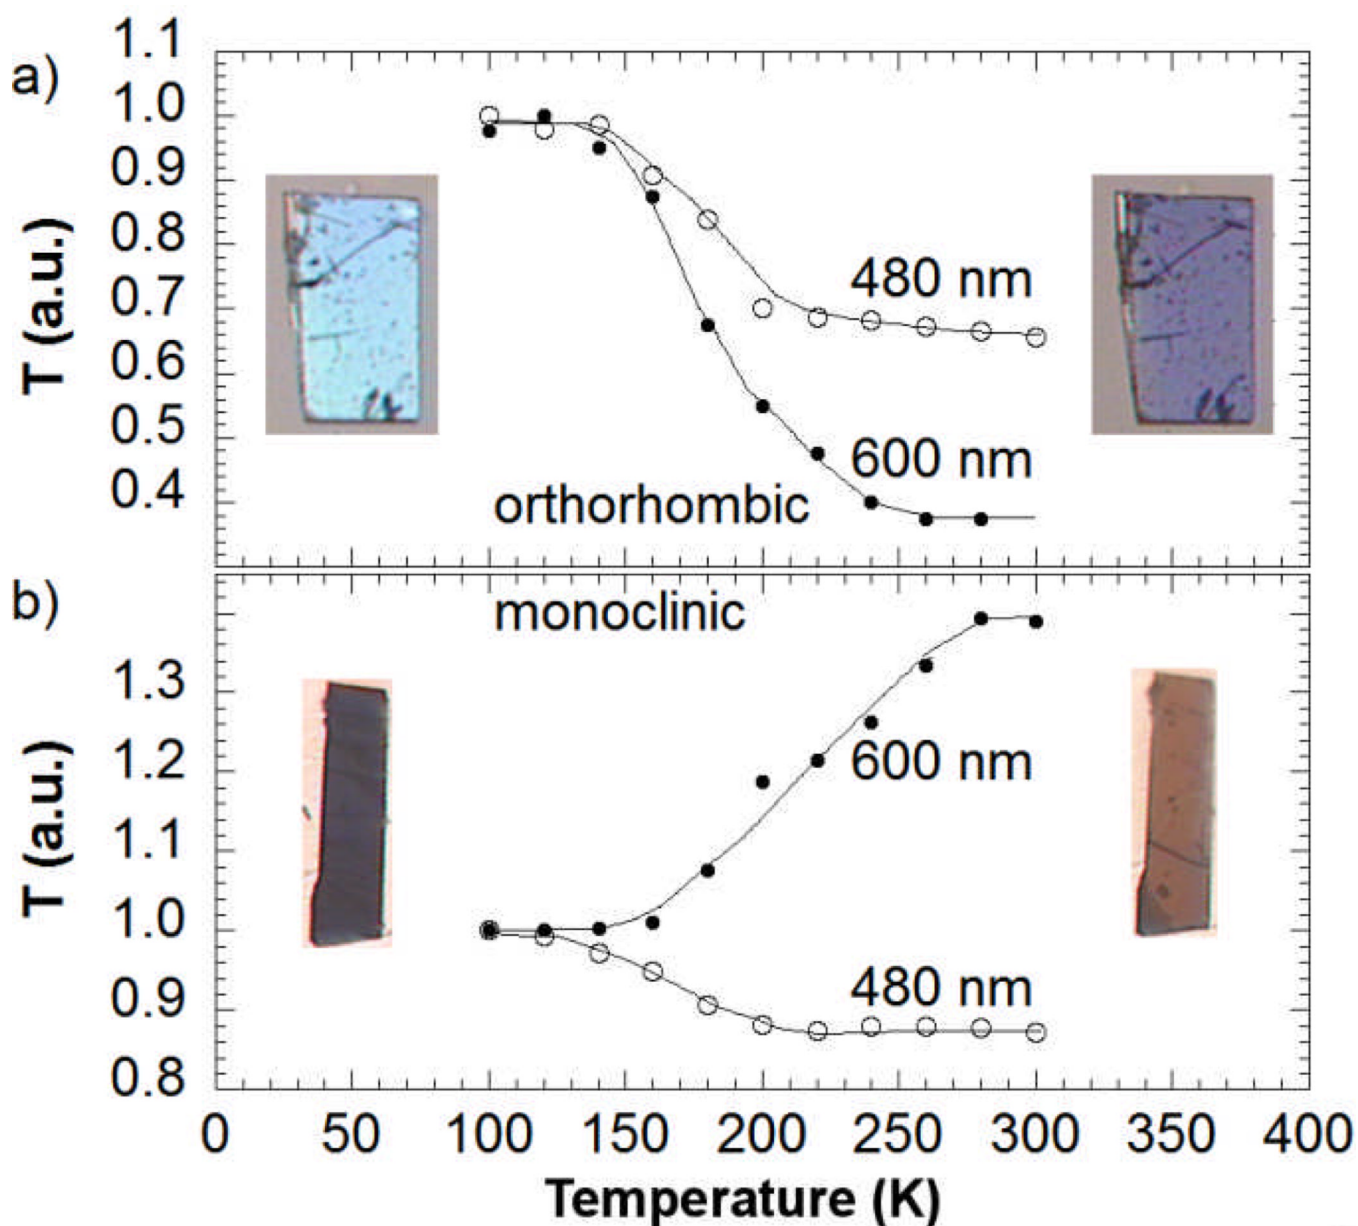 a)
1.1
1.0
0.9
0.8
0.7
0.6
0.5
0.4
T (a.u.)
480 nm
600 nm
orthorhombic
b)
monoclinic
1.3
1.2
1.1
1.0
0.9
0.8
T (a.u.)
600 nm
480 nm
0 50 100 150 200 250 300 350 400
Temperature (K)